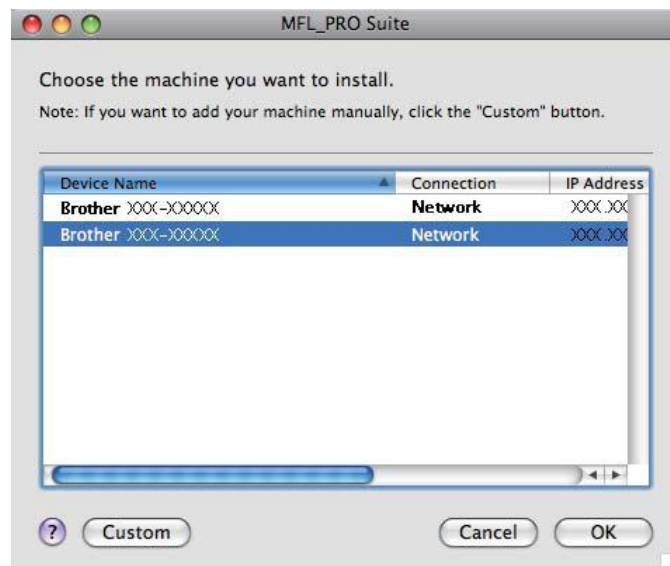 MFL_PRO Suite
Choose the machine you want to install.
Note: If you want to add your machine manually, click the "Custom" button.
Device Name Connection IP Address
Brother XXX-XXXXX Network XXX.XX
Brother XXX-XXXXX Network XXX.XX
? Custom Cancel OK